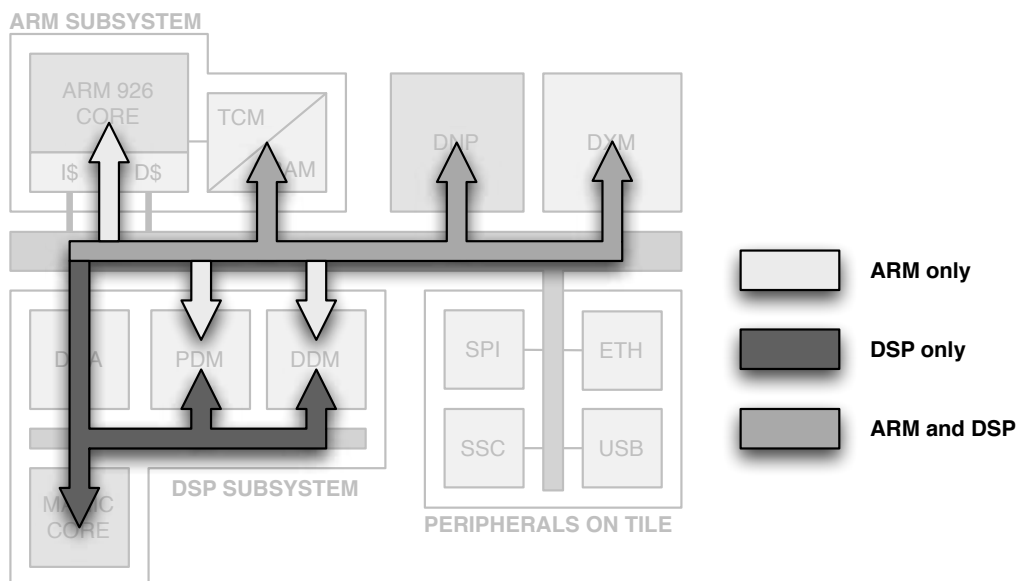 ARM SUBSYSTEM
ARM 926
CORE
I$
D$
TCM
DNP
DXM
PDM
DDM
DSP SUBSYSTEM
CORE
SPI
ETH
SSC
USB
PERIPHERALS ON TILE
ARM only
DSP only
ARM and DSP